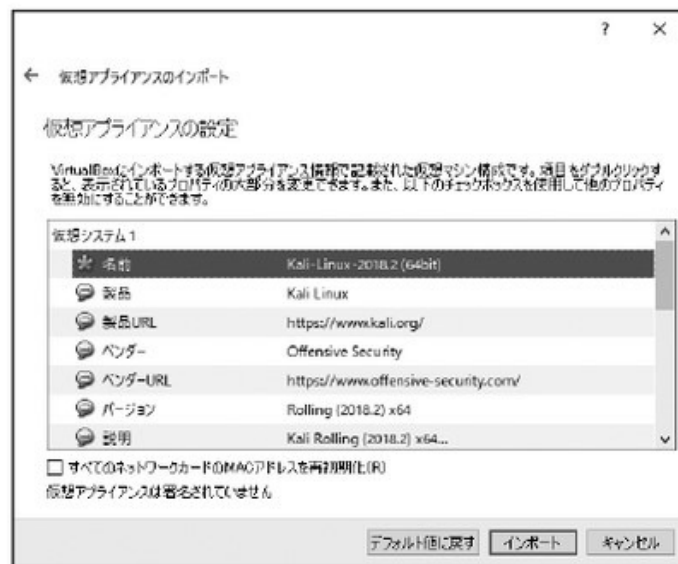 ? ×
← 仮想アプライアンスのインポート
仮想アプライアンスの設定
VirtualBoxにインポートする仮想アプライアンス情報で記載された仮想マシン構成です。項目をダブルクリックす
ると、表示されているプロパティの大部分を変更できます。また、以下のチェックボックスを使用して他のプロパティ
を無効にすることができます。
仮想システム 1
名前 Kali-Linux-2018.2 (64bit)
製品 Kali Linux
製品URL https://www.kali.org/
ベンダー Offensive Security
ベンダーURL https://www.offensive-security.com/
バージョン Rolling (2018.2) x64
説明 Kali Rolling (2018.2) x64...
すべてのネットワークカードのMACアドレスを再初期化(R)
仮想アプライアンスは署名されていません
デフォルト値に戻す インポート キャンセル